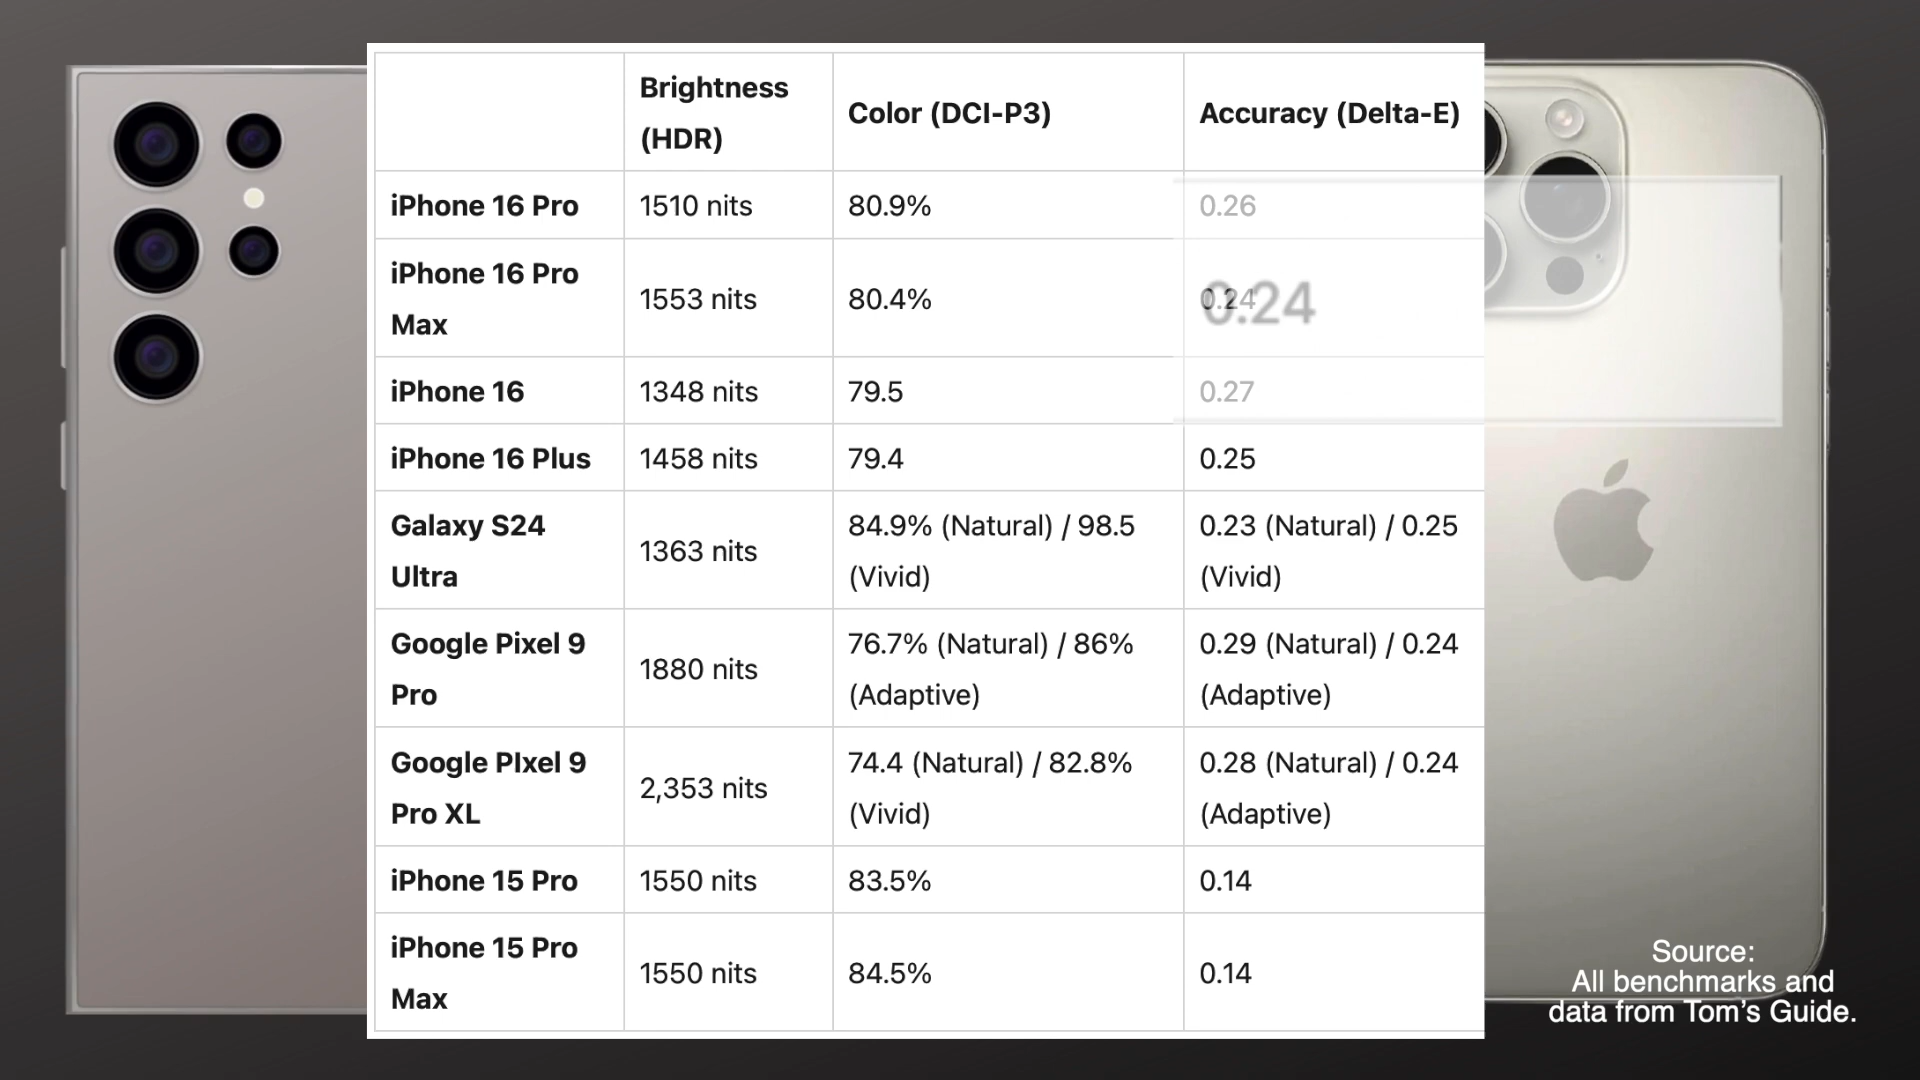 Brightness
(HDR)
Color (DCI-P3)
Accuracy (Delta-E)
iPhone 16 Pro
1510 nits
80.9%
0.26
iPhone 16 Pro
Max
1553 nits
80.4%
0.24
0.24
iPhone 16
1348 nits
79.5
0.27
iPhone 16 Plus
1458 nits
79.4
0.25
Galaxy S24
Ultra
1363 nits
84.9% (Natural) / 98.5
(Vivid)
0.23 (Natural) / 0.25
(Vivid)
Google Pixel 9
Pro
1880 nits
76.7% (Natural) / 86%
(Adaptive)
0.29 (Natural) / 0.24
(Adaptive)
Google PIxel 9
Pro XL
2,353 nits
74.4 (Natural) / 82.8%
(Vivid)
0.28 (Natural) / 0.24
(Adaptive)
iPhone 15 Pro
1550 nits
83.5%
0.14
iPhone 15 Pro
Max
1550 nits
84.5%
0.14
Source:
All benchmarks and
data from Tom's Guide.